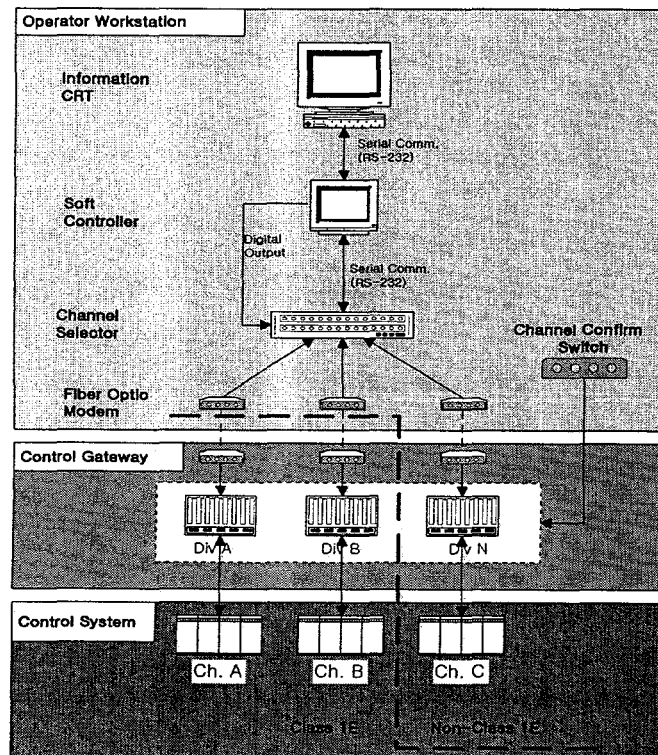 Operator Workstation
Information
CRT
Serial Comm.
(RS-232)
Soft
Controller
Digital
Output
Serial Comm.
(RS-232)
Channel
Selector
Channel Confirm
Switch
Fiber Optic
Modem
Control Gateway
Div A
Div B
Div N
Control System
Ch. A
Ch. B
Ch. C
Class 1E
Non-Class 1E